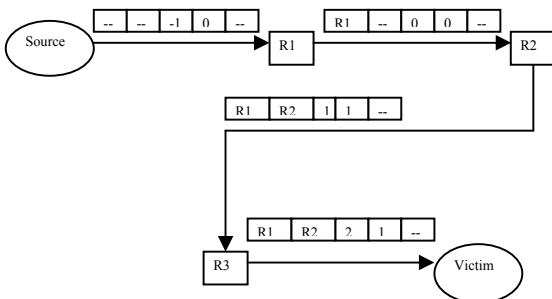 -- -- -1 0 --
R1 -- 0 0 --
Source
R1
R2
R1 R2 1 1 --
R1 R2 2 1 --
R3
Victim